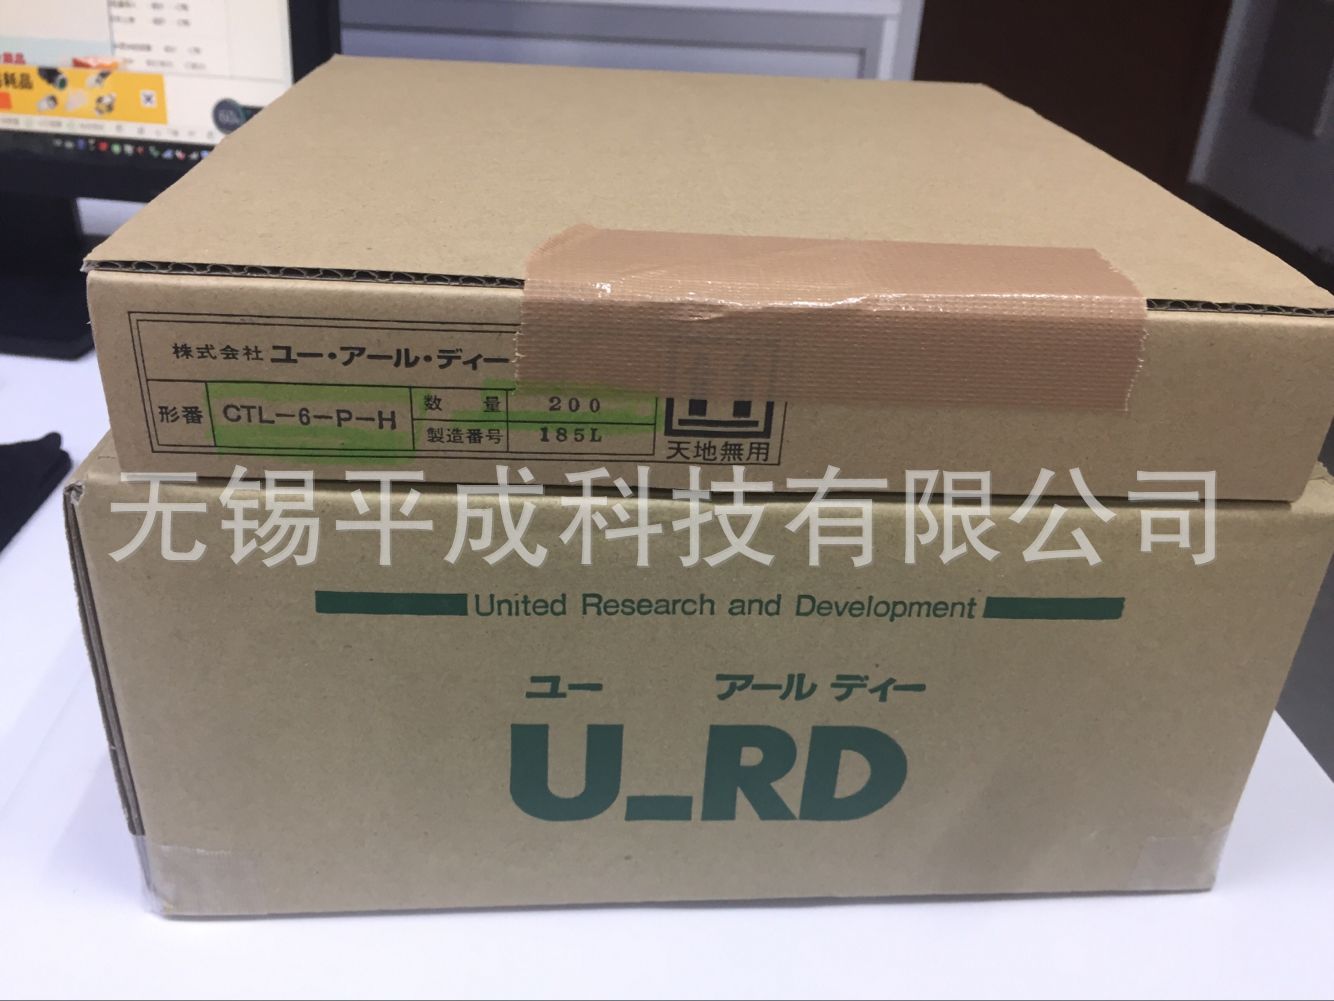 耗品
株式会社 ユー・アール・ディー
形番 CTL-6-P-H 数量 200
製造番号 185L
天地無用
无锡平成科技有限公司
United Research and Development
ユー アール ディー
U_RD